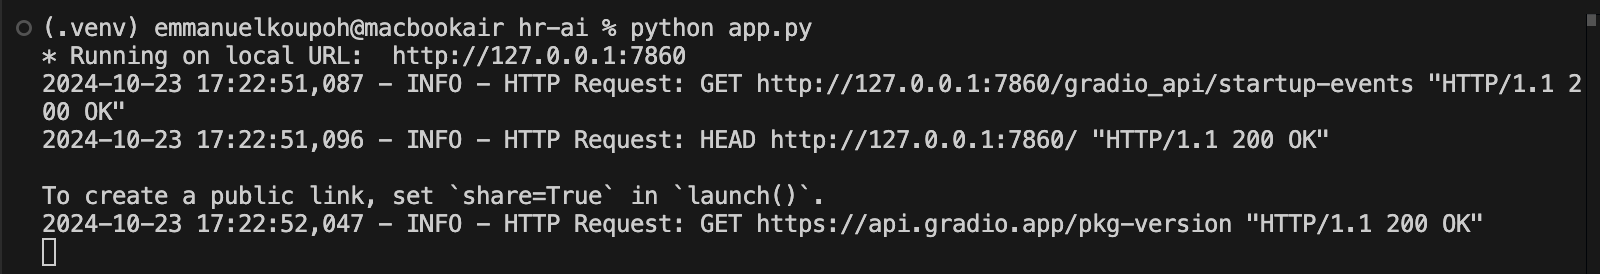 (.venv) emmanuelkoupoh@macbookair hr-ai % python app.py
* Running on local URL:  http://127.0.0.1:7860
2024-10-23 17:22:51,087 - INFO - HTTP Request: GET http://127.0.0.1:7860/gradio_api/startup-events "HTTP/1.1 2
00 OK"
2024-10-23 17:22:51,096 - INFO - HTTP Request: HEAD http://127.0.0.1:7860/ "HTTP/1.1 200 OK"
To create a public link, set `share=True` in `launch()`.
2024-10-23 17:22:52,047 - INFO - HTTP Request: GET https://api.gradio.app/pkg-version "HTTP/1.1 200 OK"